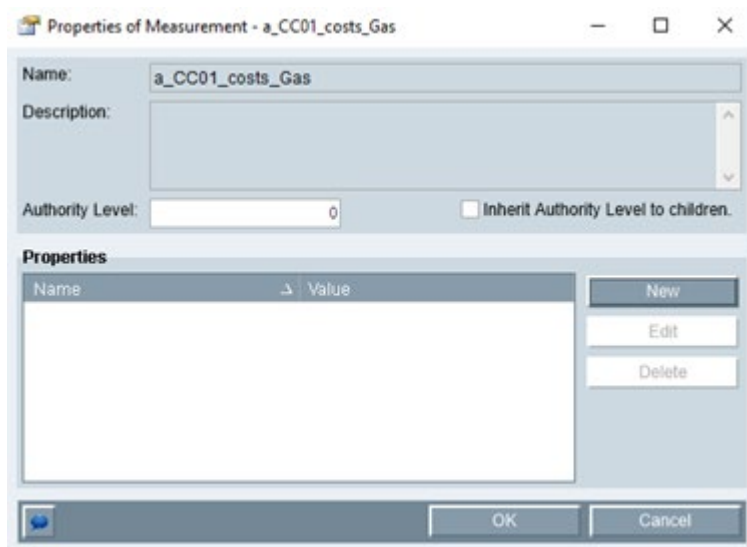 Properties of Measurement - a_CC01_costs_Gas
Name: a_CC01_costs_Gas
Description:
Authority Level: 0 Inherit Authority Level to children.
Properties
Name Value New
Edit
Delete
OK Cancel